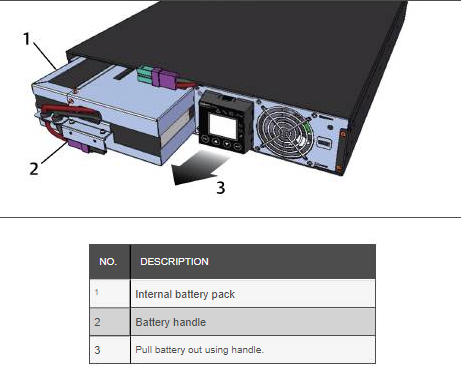 1
2
3
NO. DESCRIPTION
1 Internal battery pack
2 Battery handle
3 Pull battery out using handle.